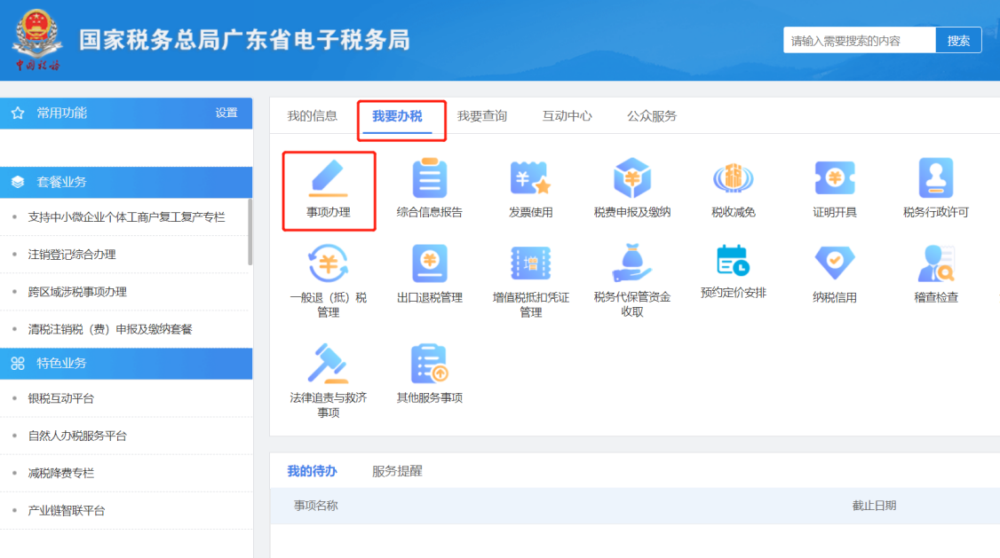 国家税务总局广东省电子税务局
中国税务
请输入需要搜索的内容
搜索
常用功能
设置
套餐业务
支持中小微企业个体工商户复工复产专栏
注销登记综合办理
跨区域涉税事项办理
清税注销税（费）申报及缴纳套餐
特色业务
银税互动平台
自然人办税服务平台
减税降费专栏
产业链智联平台
我的信息
我要办税
我要查询
互动中心
公众服务
事项办理
综合信息报告
发票使用
税费申报及缴纳
税
税收减免
证明开具
税务行政许可
一般退（抵）税
管理
出口退税管理
增
增值税抵扣凭证
管理
税务代保管资金
收取
预约定价安排
纳税信用
稽查检查
法律追责与救济
事项
其他服务事项
我的待办
服务提醒
事项名称
截止日期